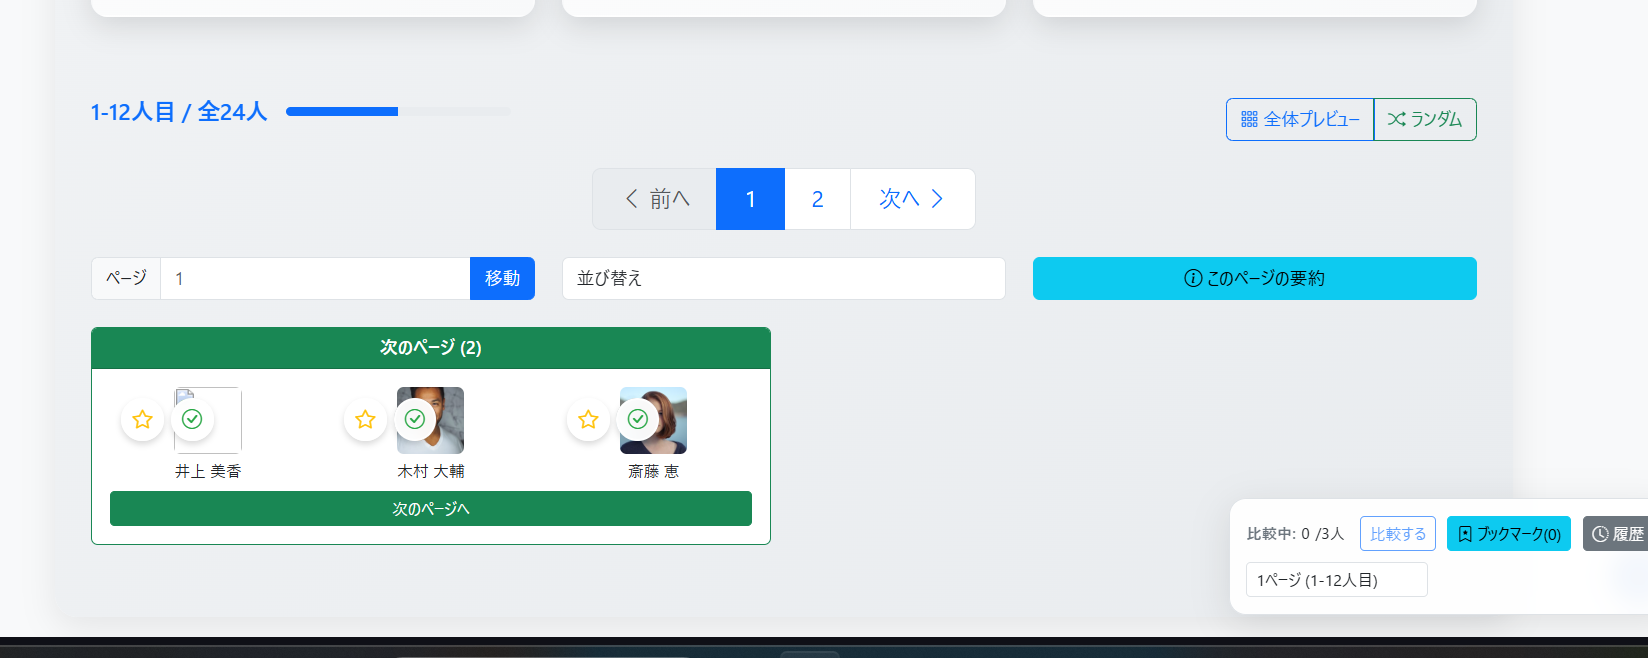 1-12人目 / 全24人
全体プレビュー
ランダム
前へ
1
2
次へ
ページ
1
移動
並び替え
このページの要約
次のページ (2)
井上 美香
木村 大輔
斎藤 恵
次のページへ
比較中: 0 /3人
比較する
ブックマーク(0)
履歴
1ページ (1-12人目)